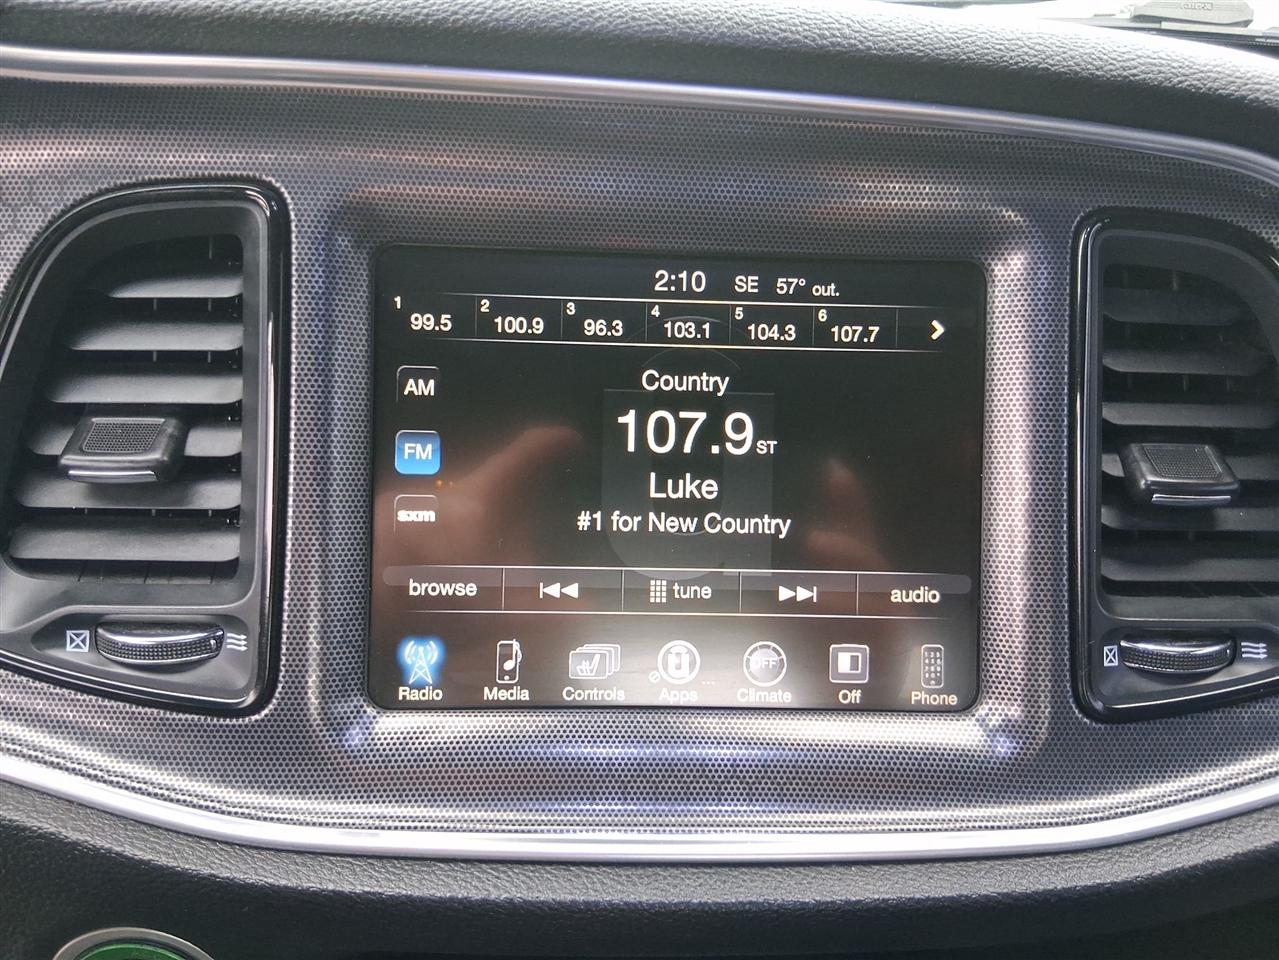 2:10 SE 57° out.
1 99.5 2 100.9 3 96.3 4 103.1 5 104.3 6 107.7
AM
Country
107.9 ST
FM
Luke
sxm
#1 for New Country
browse tune audio
OFF
Radio Media Controls Apps Climate Off Phone